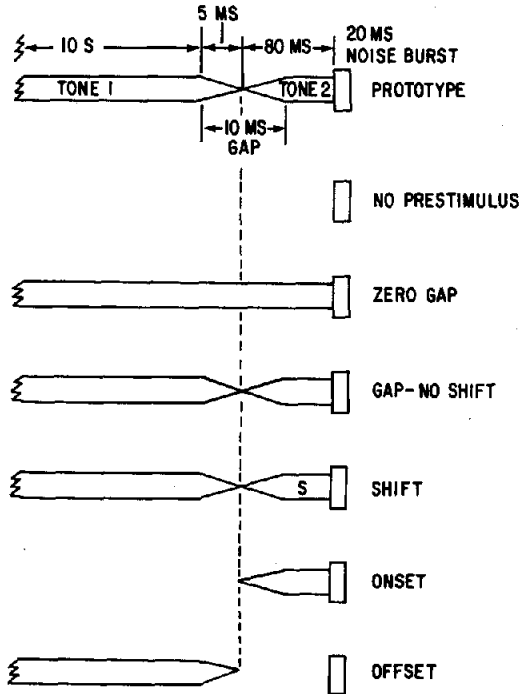 5 MS
10 S
80 MS
20 MS
NOISE BURST
TONE 1
TONE 2
PROTOTYPE
10 MS
GAP
NO PRESTIMULUS
ZERO GAP
GAP-NO SHIFT
S
SHIFT
ONSET
OFFSET